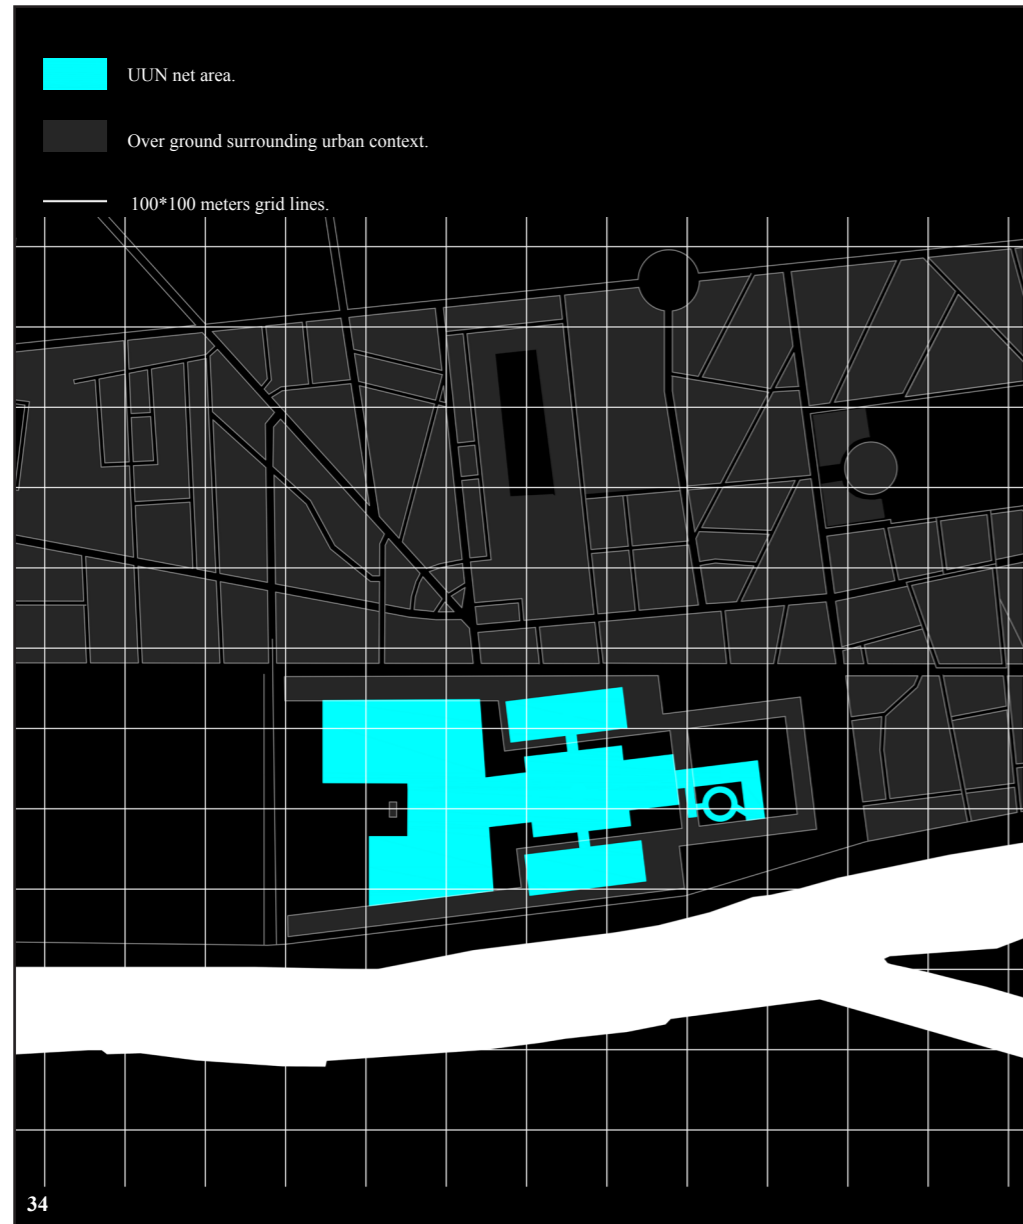 UUN net area.
Over ground surrounding urban context.
100*100 meters grid lines.
34